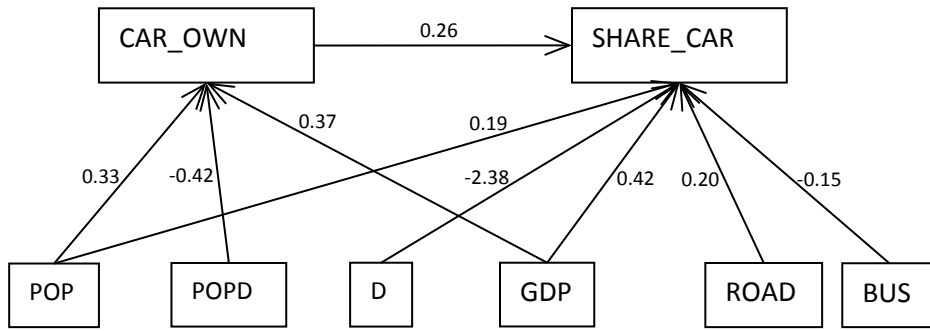 CAR_OWN
0.26
SHARE_CAR
0.37
0.19
0.33
-0.42
-2.38
0.42
0.20
-0.15
POP
POPD
D
GDP
ROAD
BUS